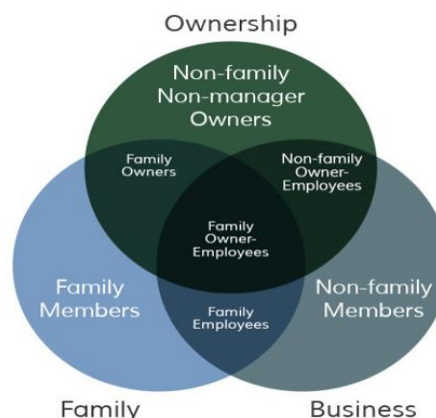 Ownership
Non-family
Non-manager
Owners
Family
Owners
Non-family
Owner-
Employees
Family
Owner-
Employees
Family
Members
Family
Employees
Non-family
Members
Family
Business